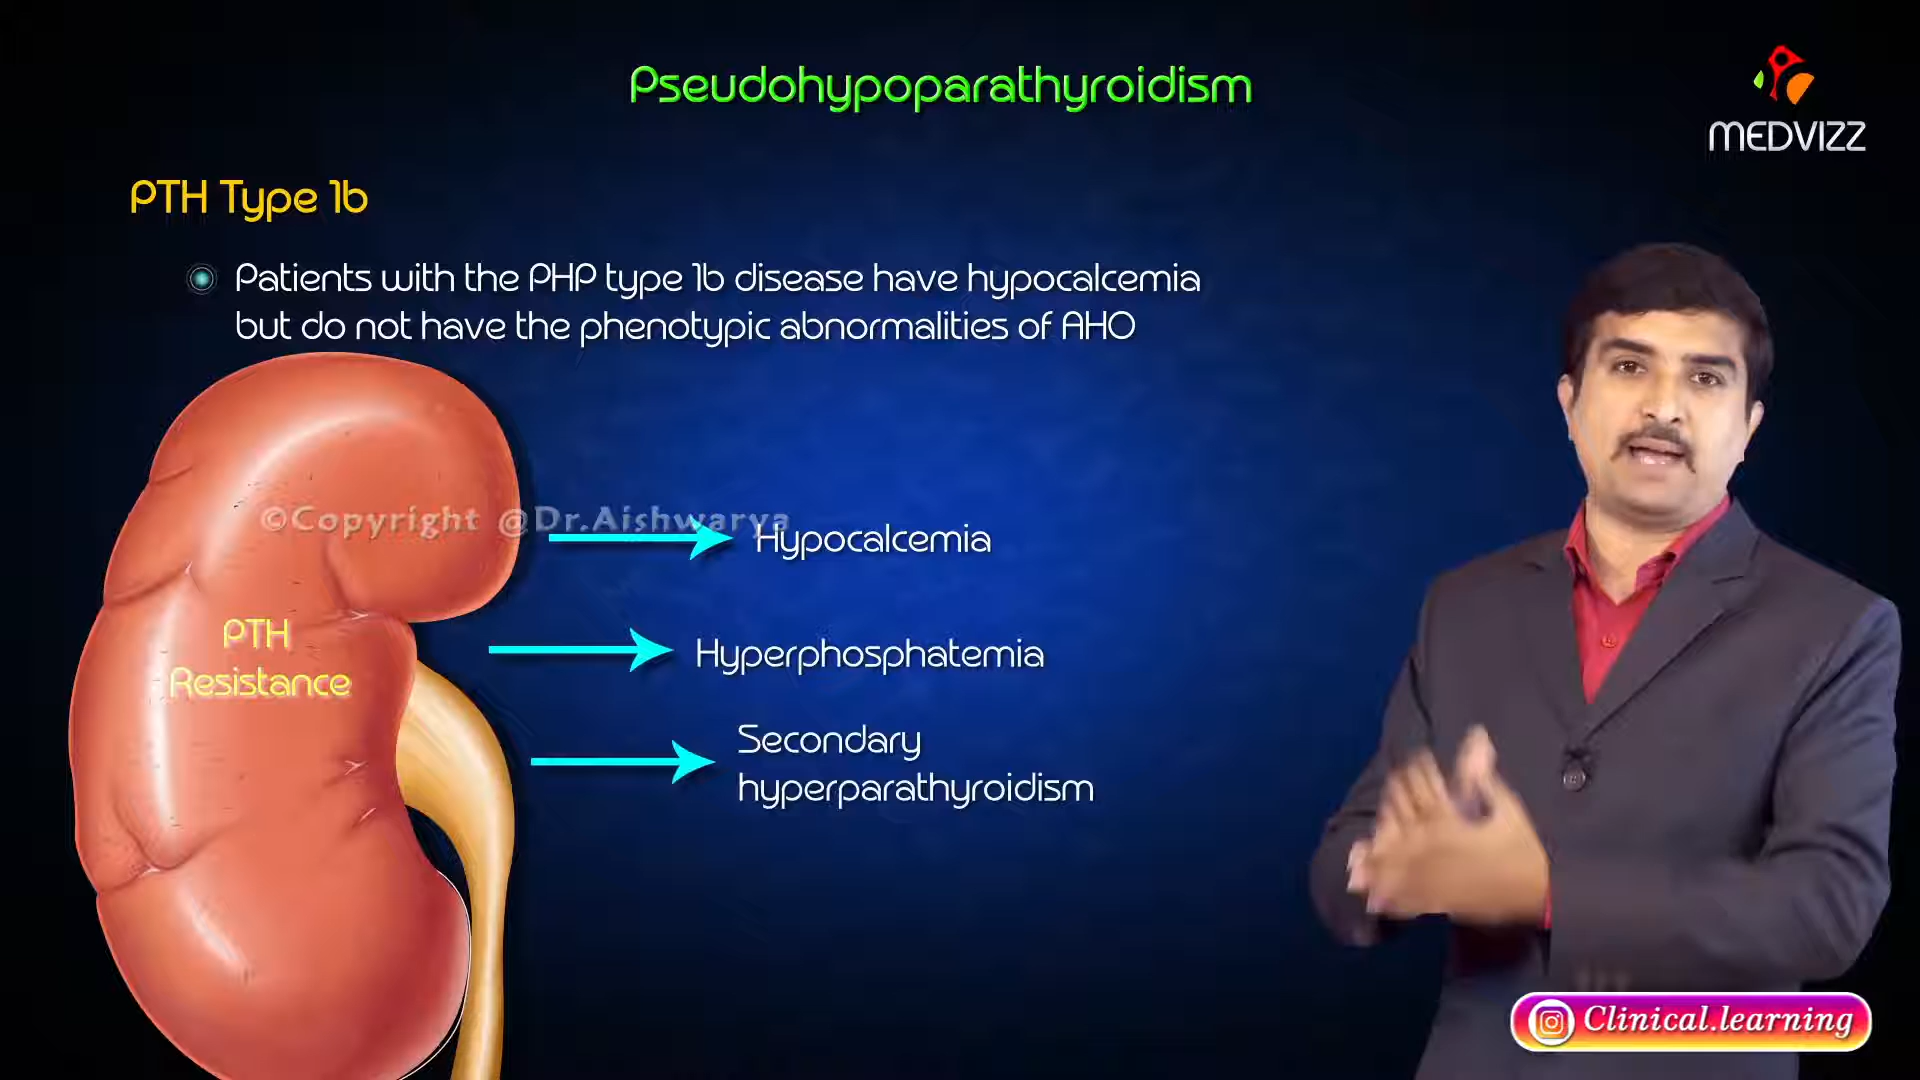 Pseudohypoparathyroidism
MEDVIZZ
PTH Type 1b
Patients with the PHP type 1b disease have hypocalcemia
but do not have the phenotypic abnormalities of AHO
©Copyright @Dr.Aishwarya
Hypocalcemia
PTH
Resistance
Hyperphosphatemia
Secondary
hyperparathyroidism
Clinical.learning